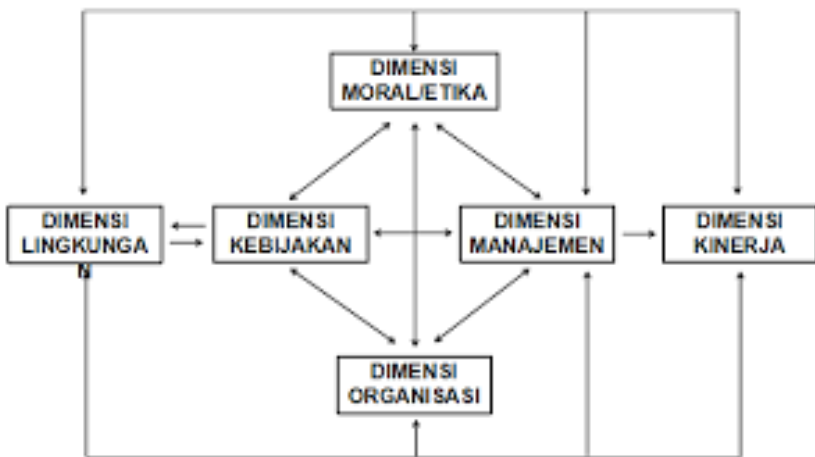 DIMENSI
MORAL/ETIKA
DIMENSI
LINGKUNGA
N
DIMENSI
KEBIJAKAN
DIMENSI
MANAJEMEN
DIMENSI
KINERJA
DIMENSI
ORGANISASI